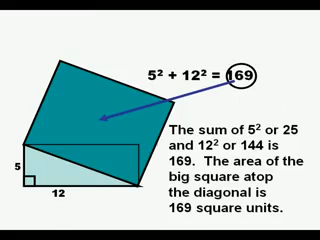 5² + 12² = 169
The sum of 5² or 25
and 12² or 144 is
169. The area of the
big square atop
the diagonal is
169 square units.
5
12